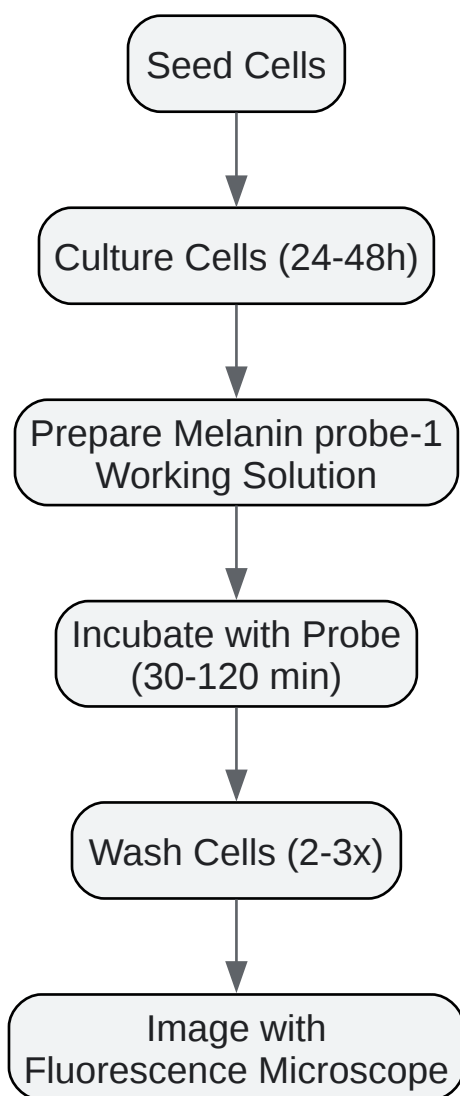 Seed Cells
Culture Cells (24-48h)
Prepare Melanin probe-1
Working Solution
Incubate with Probe
(30-120 min)
Wash Cells (2-3x)
Image with
Fluorescence Microscope